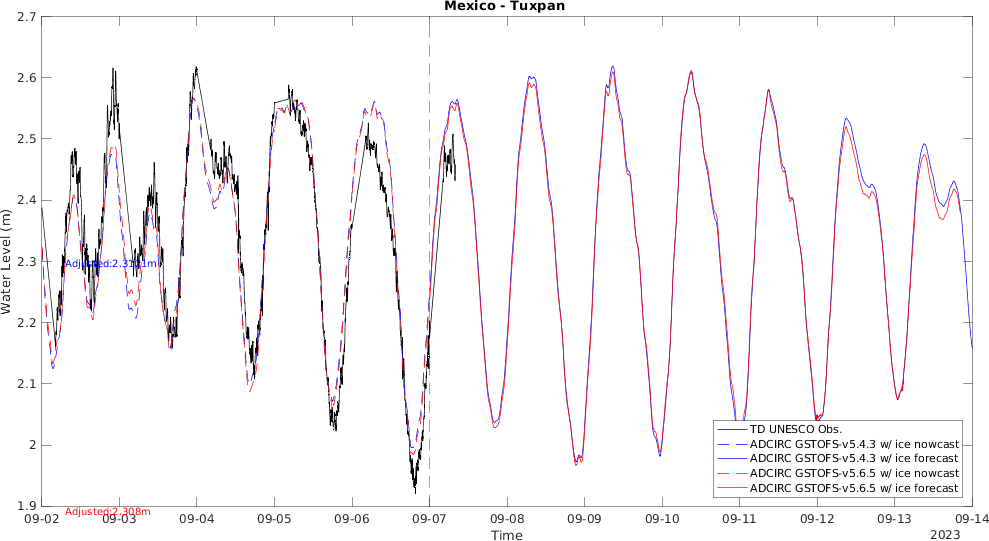 Mexico - Tuxpan
2.7
2.6
2.5
2.4
2.3
2.2
2.1
2
1.9
Water Level (m)
Adjusted:2.3121m
Adjusted:2.308m
TD UNESCO Obs.
ADCIRC GSTOFS-v5.4.3 w/ ice nowcast
ADCIRC GSTOFS-v5.4.3 w/ ice forecast
ADCIRC GSTOFS-v5.6.5 w/ ice nowcast
ADCIRC GSTOFS-v5.6.5 w/ ice forecast
09-02 09-03 09-04 09-05 09-06 09-07 09-08 09-09 09-10 09-11 09-12 09-13 09-14
Time
2023